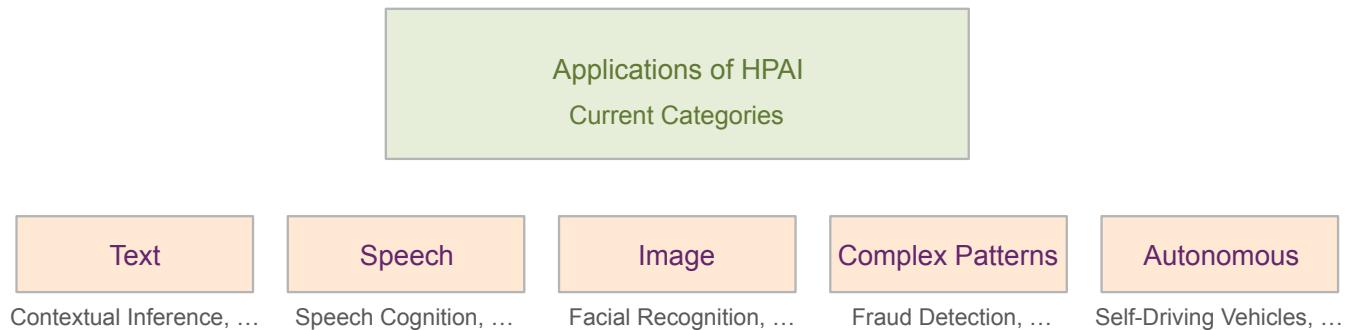 Applications of HPAI
Current Categories
Text
Speech
Image
Complex Patterns
Autonomous
Contextual Inference, …
Speech Cognition, …
Facial Recognition, …
Fraud Detection, …
Self-Driving Vehicles, …